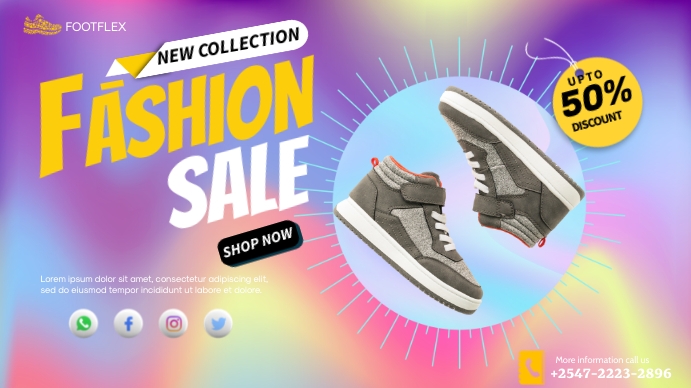 FOOTFLEX
NEW COLLECTION
FASHION
SALE
SHOP NOW
Lorem ipsum dolor sit amet, consectetur adipiscing elit,
sed do eiusmod tempor incididunt ut labore et dolore.
UPTO
50%
DISCOUNT
More information call us
+2547-2223-2896